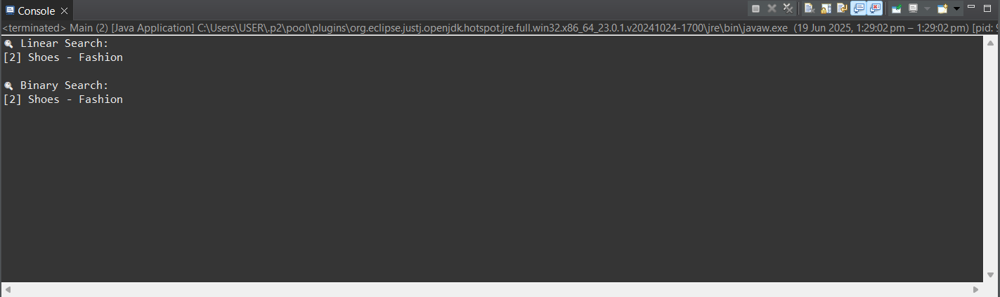 Console
<terminated> Main (2) [Java Application] C:\Users\USER\.p2\pool\plugins\org.eclipse.justj.openjdk.hotspot.jre.full.win32.x86_64_23.0.1.v20241024-1700\jre\bin\javaw.exe (19 Jun 2025, 1:29:02 pm – 1:29:02 pm) [pid:
🔍 Linear Search:
[2] Shoes - Fashion
🔍 Binary Search:
[2] Shoes - Fashion